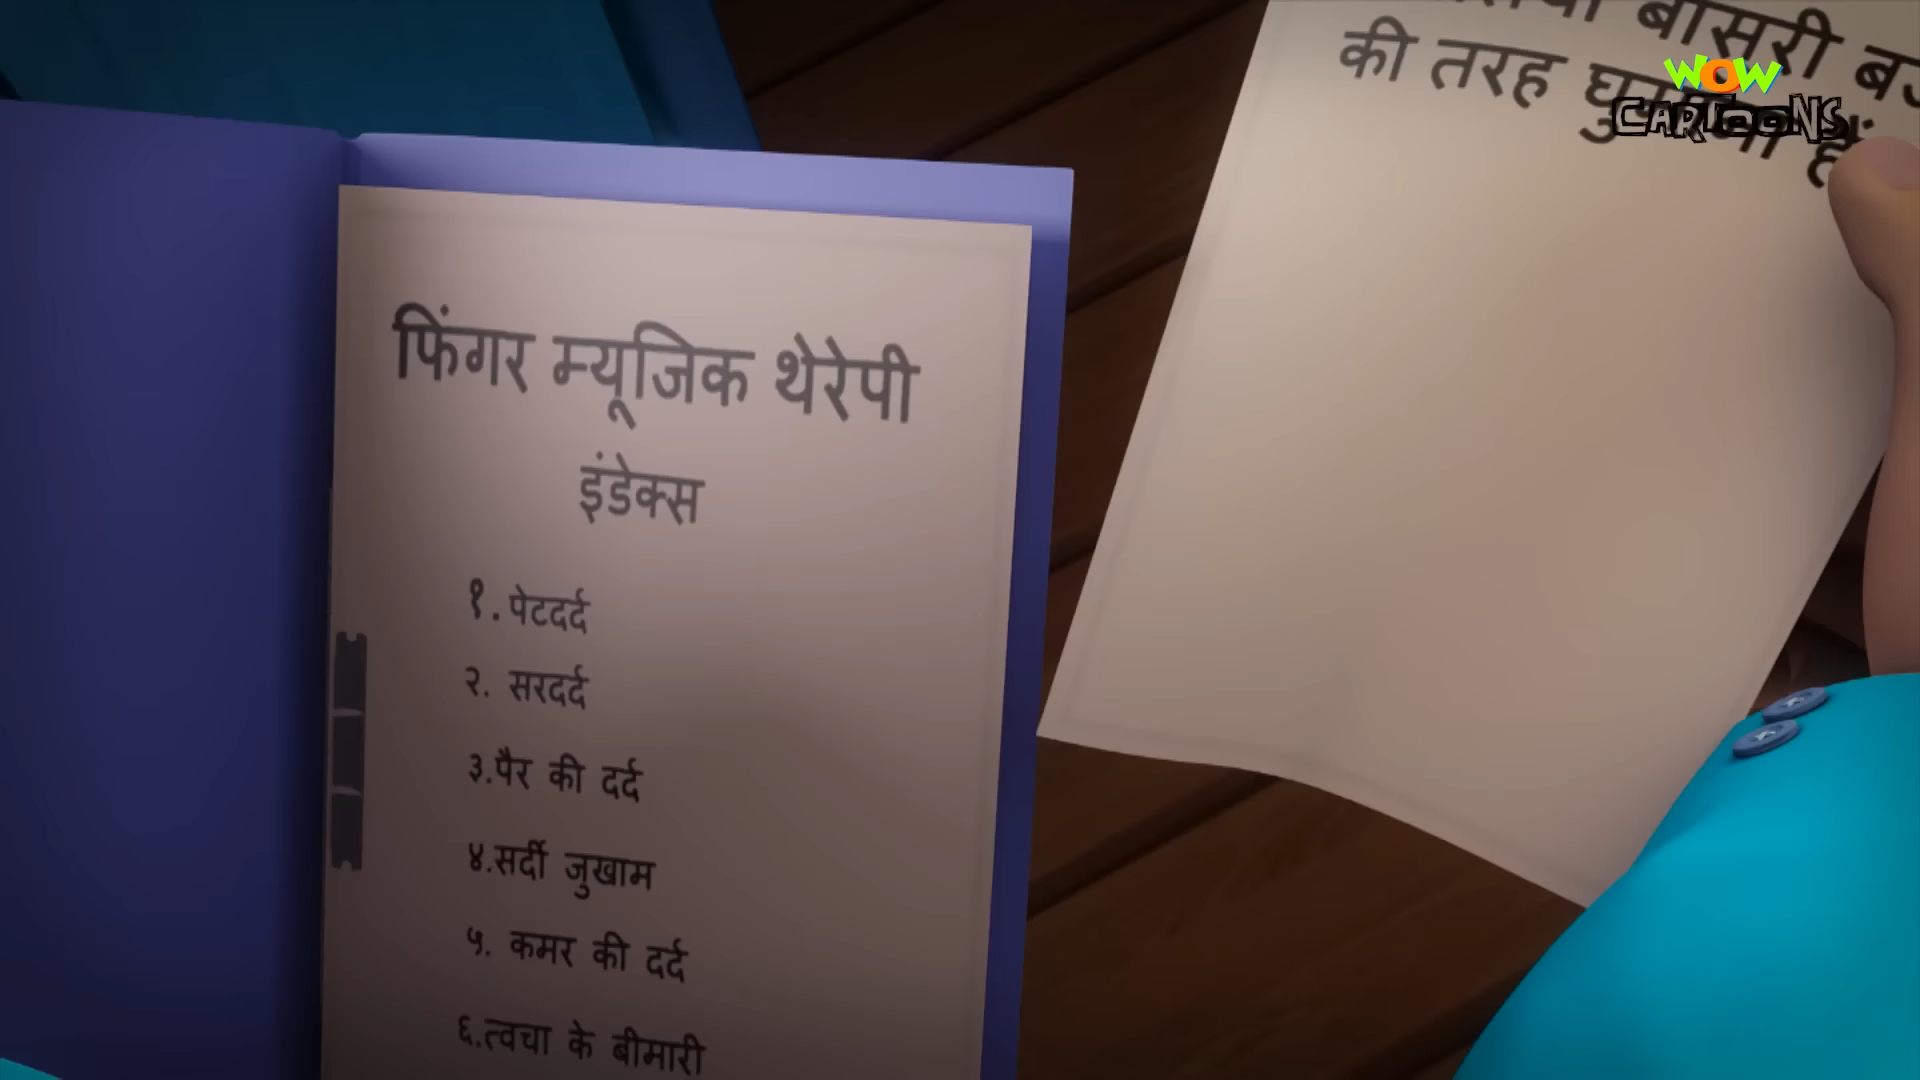 फिंगर म्यूजिक थेरेपी
इंडेक्स
१. पेटदर्द
२. सरदर्द
३.पैर की दर्द
४.सर्दी जुखाम
५. कमर की दर्द
६.त्वचा के बीमारी
बांसरी
की तरह
WOW
CARTOONS